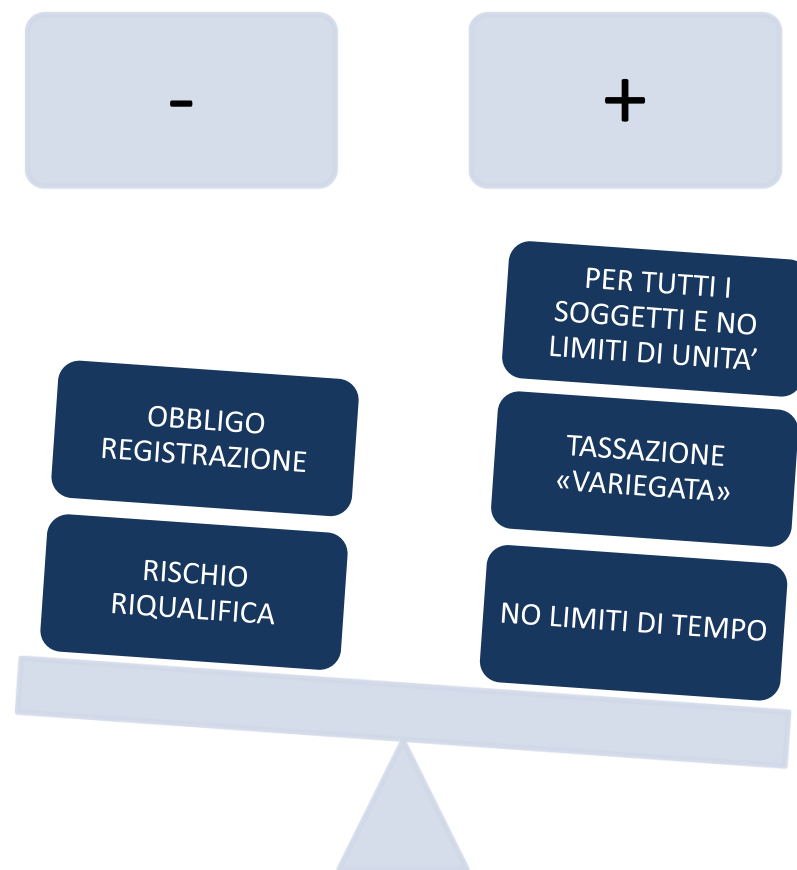 -
+
OBBLIGO
REGISTRAZIONE
RISCHIO
RIQUALIFICA
PER TUTTI I
SOGGETTI E NO
LIMITI DI UNITA’
TASSAZIONE
«VARIEGATA»
NO LIMITI DI TEMPO